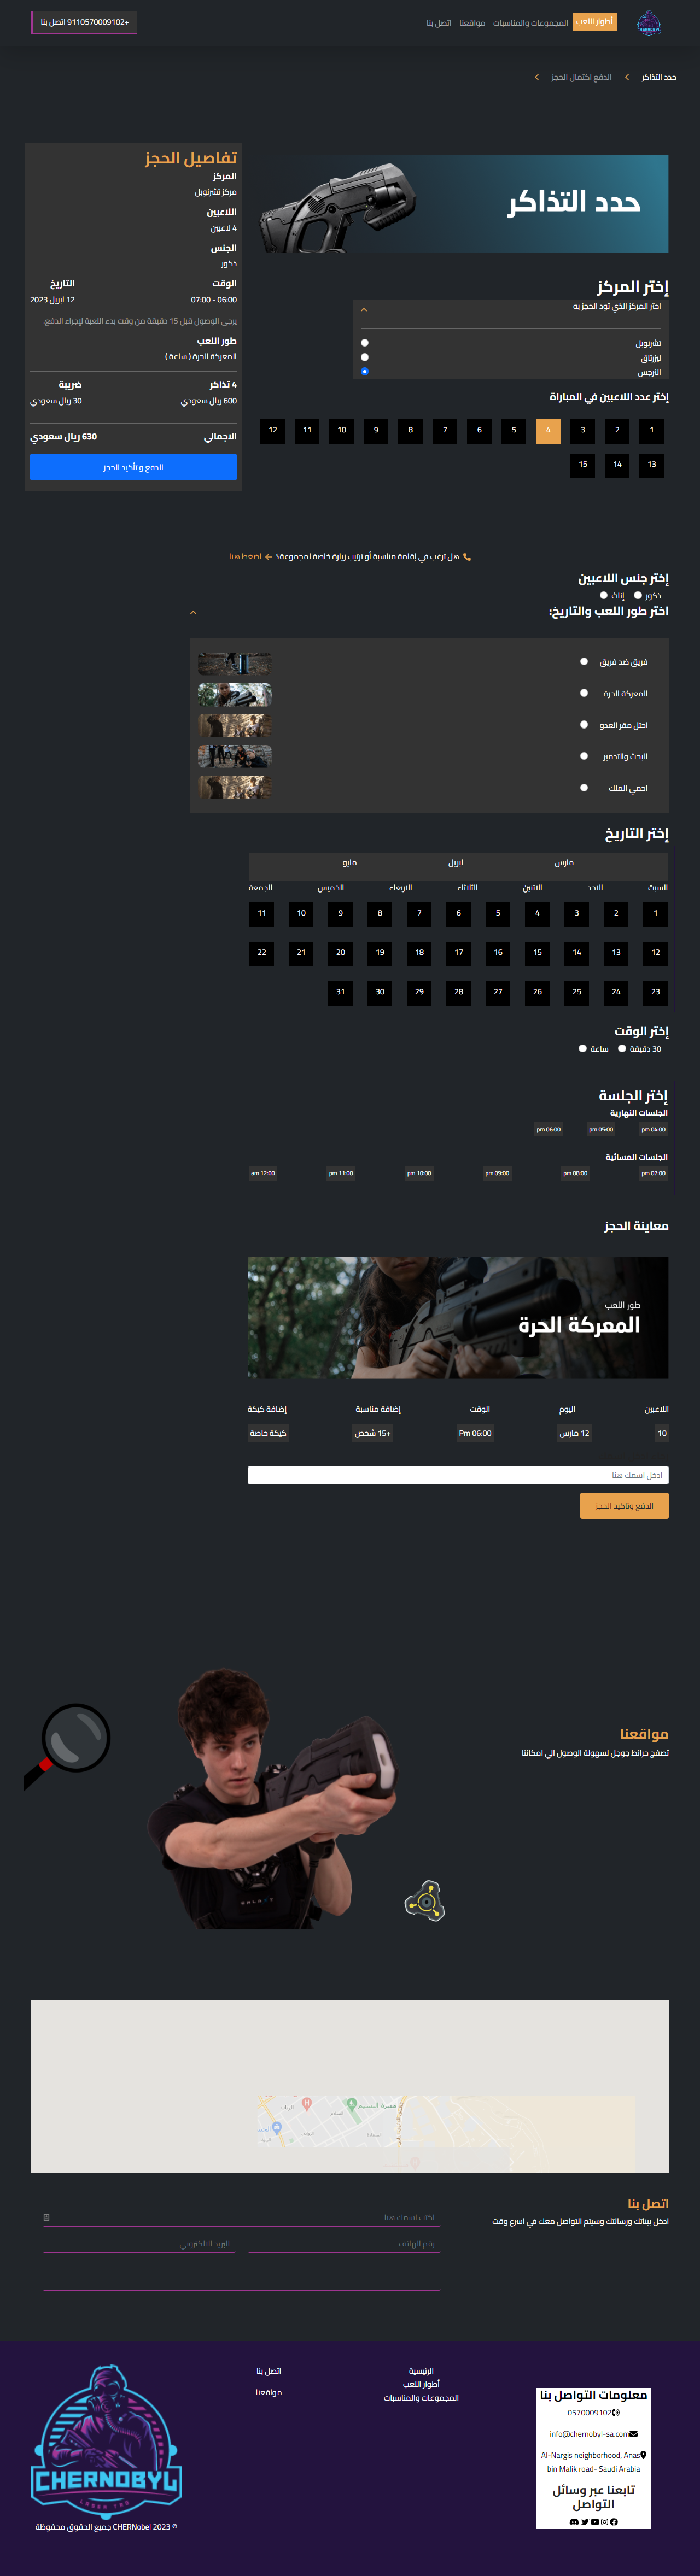 أطوار اللعب المجموعات والمناسبات مواقعنا اتصل بنا
+9110570009102 اتصل بنا
حدد التذاكر الدفع اكتمال الحجز
حدد التذاكر
إختر المركز
اختر المركز الذي تود الحجز به
تشرنوبل
ليزرتاق
النرجس
إختر عدد اللاعبين في المباراة
1 2 3 4 5 6 7 8 9 10 11 12
13 14 15
تفاصيل الحجز
المركز
مركز تشرنوبل
اللاعبين
4 لاعبين
الجنس
ذكور
الوقت التاريخ
06:00 - 07:00 12 ابريل 2023
يرجى الوصول قبل 15 دقيقة من وقت بدء اللعبة لإجراء الدفع.
طور اللعب
المعركة الحرة ( ساعة )
4 تذاكر ضريبة
600 ريال سعودي 30 ريال سعودي
الاجمالي 630 ريال سعودي
الدفع و تأكيد الحجز
هل ترغب في إقامة مناسبة أو ترتيب زيارة خاصة لمجموعة؟ اضغط هنا
إختر جنس اللاعبين
ذكور إناث
اختر طور اللعب والتاريخ:
فريق ضد فريق
المعركة الحرة
احتل مقر العدو
البحث والتدمير
احمي الملك
إختر التاريخ
مارس ابريل مايو
السبت الاحد الاثنين الثلاثاء الاربعاء الخميس الجمعة
1 2 3 4 5 6 7 8 9 10 11
12 13 14 15 16 17 18 19 20 21 22
23 24 25 26 27 28 29 30 31
إختر الوقت
30 دقيقة ساعة
إختر الجلسة
الجلسات النهارية
04:00 pm 05:00 pm 06:00 pm
الجلسات المسائية
07:00 pm 08:00 pm 09:00 pm 10:00 pm 11:00 pm 12:00 am
معاينة الحجز
طور اللعب
المعركة الحرة
اللاعبين اليوم الوقت إضافة مناسبة إضافة كيكة
10 12 مارس 06:00 Pm +15 شخص كيكة خاصة
ادخل اسمك هنا
الدفع وتاكيد الحجز
مواقعنا
تصفح خرائط جوجل لسهولة الوصول الي اماكننا
اتصل بنا
ادخل بيناتك ورسالتك وسيتم التواصل معك في اسرع وقت
اكتب اسمك هنا
رقم الهاتف البريد الالكتروني
معلومات التواصل بنا
0570009102
info@chernobyl-sa.com
Al-Nargis neighborhood, Anas
bin Malik road- Saudi Arabia
تابعنا عبر وسائل
التواصل
الرئيسية
أطوار اللعب
المجموعات والمناسبات
اتصل بنا
مواقعنا
CHERNOBYL
LASER TAG
© CHERNobel 2023 جميع الحقوق محفوظة